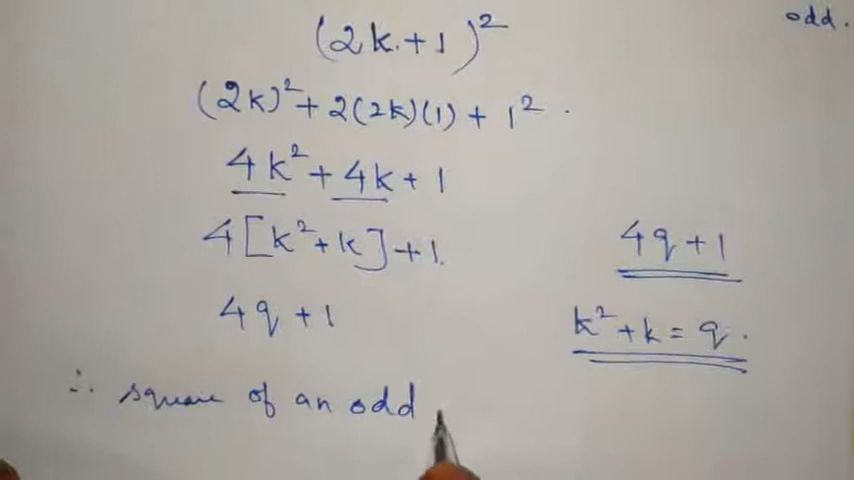 odd.
(2k+1)²
(2k)²+2(2k)(1)+1².
4k²+4k+1
4[k²+k]+1.
4q+1
4q+1
k²+k=q.
∴ square of an odd